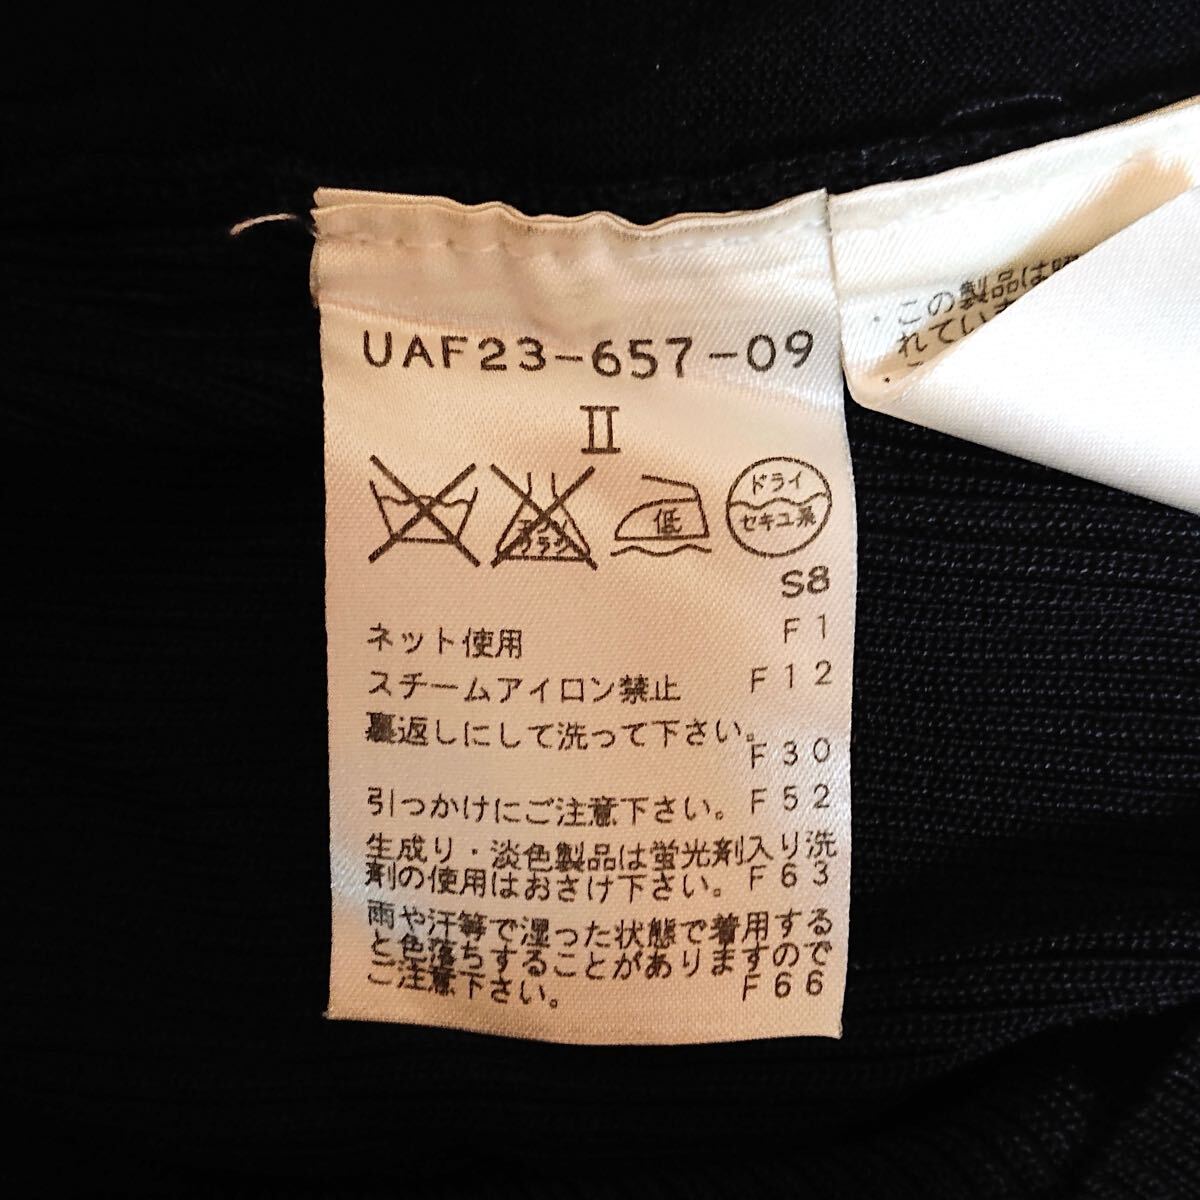 UAF23-657-09
II
低
ドライ
セキユ系
S8
ネット使用 F1
スチームアイロン禁止 F12
裏返しにして洗って下さい。
F30
引つかけにご注意下さい。 F52
生成り・淡色製品は蛍光剤入り洗
剤の使用はおさけ下さい。 F63
雨や汗等で湿った状態で着用する
と色落ちすることがありますので
ご注意下さい。 F66
・この製品は
れていま